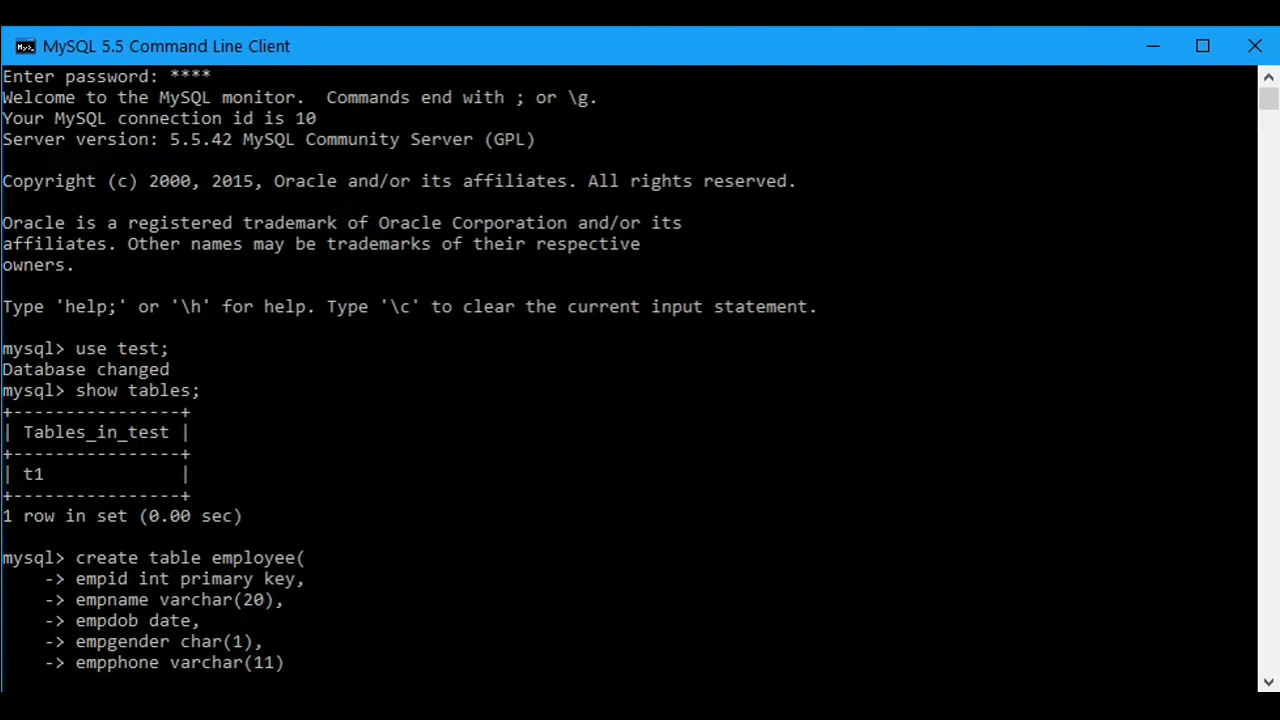 MySQL 5.5 Command Line Client
Enter password: ****
Welcome to the MySQL monitor.  Commands end with ; or \g.
Your MySQL connection id is 10
Server version: 5.5.42 MySQL Community Server (GPL)
Copyright (c) 2000, 2015, Oracle and/or its affiliates. All rights reserved.
Oracle is a registered trademark of Oracle Corporation and/or its
affiliates. Other names may be trademarks of their respective
owners.
Type 'help;' or '\h' for help. Type '\c' to clear the current input statement.
mysql> use test;
Database changed
mysql> show tables;
+----------------+
| Tables_in_test |
+----------------+
| t1             |
+----------------+
1 row in set (0.00 sec)
mysql> create table employee(
    -> empid int primary key,
    -> empname varchar(20),
    -> empdob date,
    -> empgender char(1),
    -> empphone varchar(11)